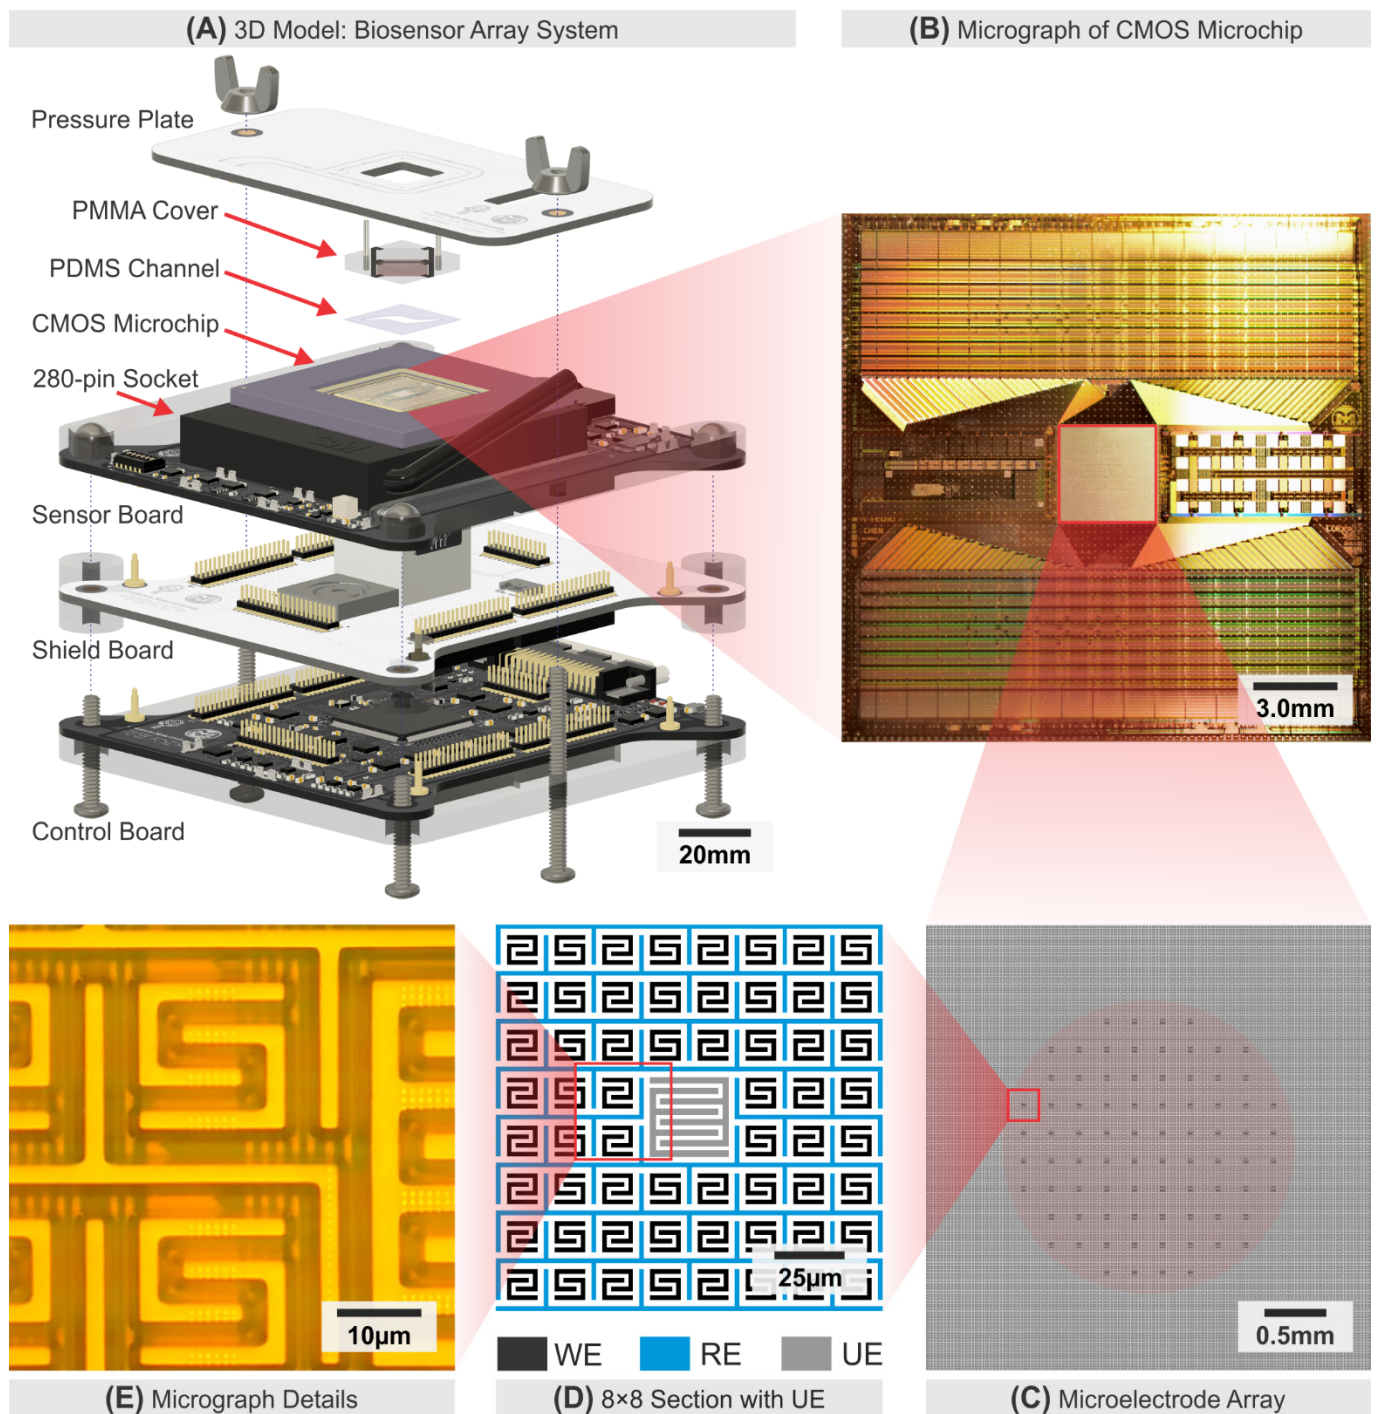 (A) 3D Model: Biosensor Array System
(B) Micrograph of CMOS Microchip
Pressure Plate
PMMA Cover
PDMS Channel
CMOS Microchip
280-pin Socket
Sensor Board
Shield Board
Control Board
20mm
CHEN
3.0mm
10µm
25µm
0.5mm
WE
RE
UE
(E) Micrograph Details
(D) 8×8 Section with UE
(C) Microelectrode Array